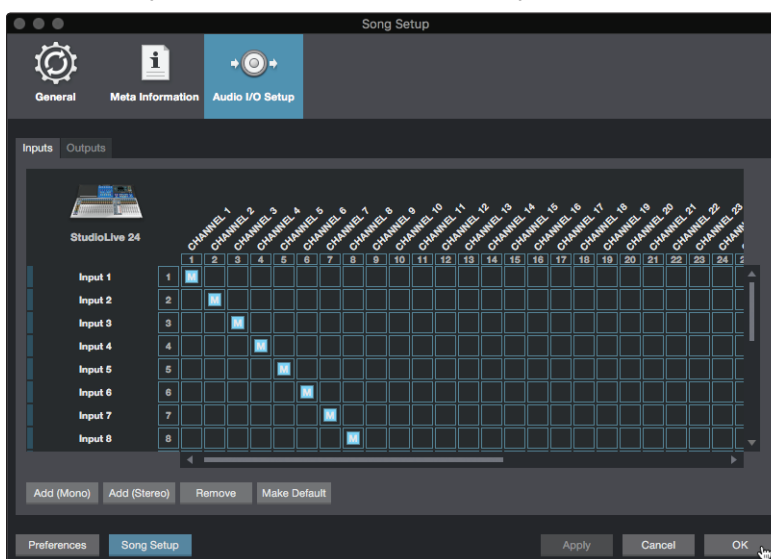 Song Setup
General Meta Information Audio I/O Setup
Inputs Outputs
StudioLive 24
CHANNEL 1 CHANNEL 2 CHANNEL 3 CHANNEL 4 CHANNEL 5 CHANNEL 6 CHANNEL 7 CHANNEL 8 CHANNEL 9 CHANNEL 10 CHANNEL 11 CHANNEL 12 CHANNEL 13 CHANNEL 14 CHANNEL 15 CHANNEL 16 CHANNEL 17 CHANNEL 18 CHANNEL 19 CHANNEL 20 CHANNEL 21 CHANNEL 22 CHANNEL 23
1 2 3 4 5 6 7 8 9 10 11 12 13 14 15 16 17 18 19 20 21 22 23 24
Input 1 1 M
Input 2 2 M
Input 3 3 M
Input 4 4 M
Input 5 5 M
Input 6 6 M
Input 7 7 M
Input 8 8 M
Add (Mono) Add (Stereo) Remove Make Default
Preferences Song Setup Apply Cancel OK